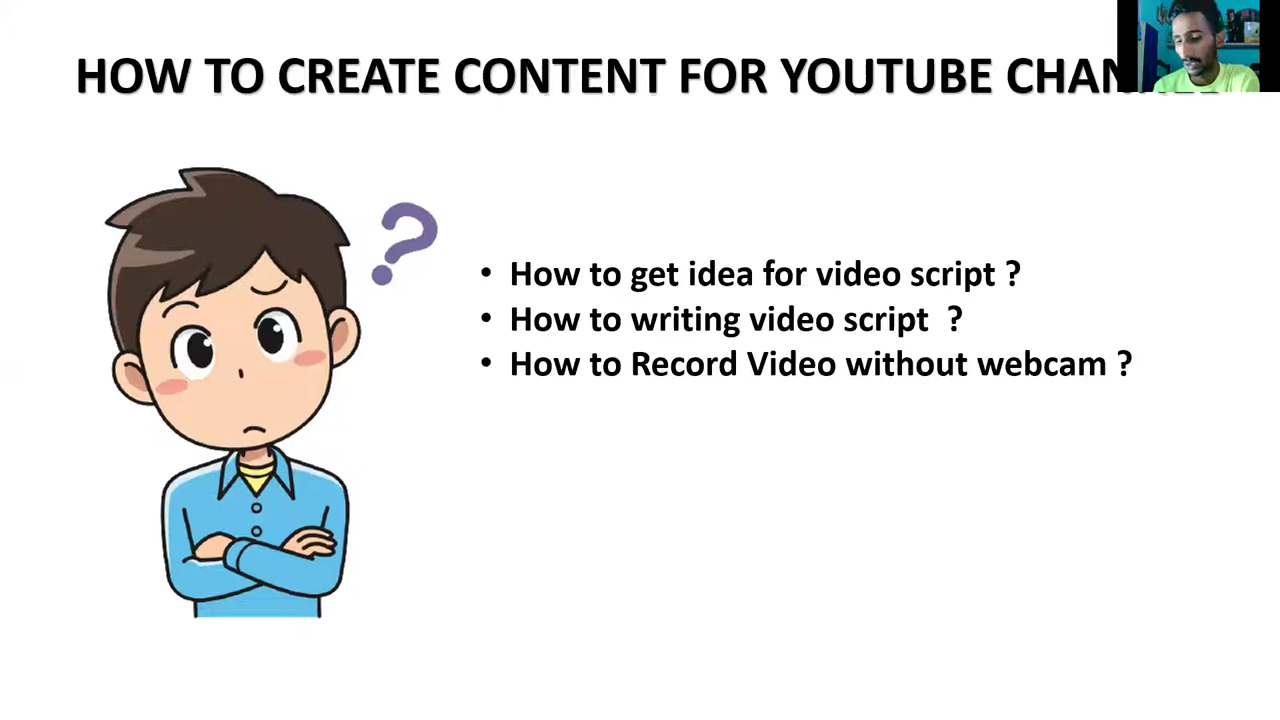 HOW TO CREATE CONTENT FOR YOUTUBE
?
How to get idea for video script ?
How to writing video script ?
How to Record Video without webcam ?